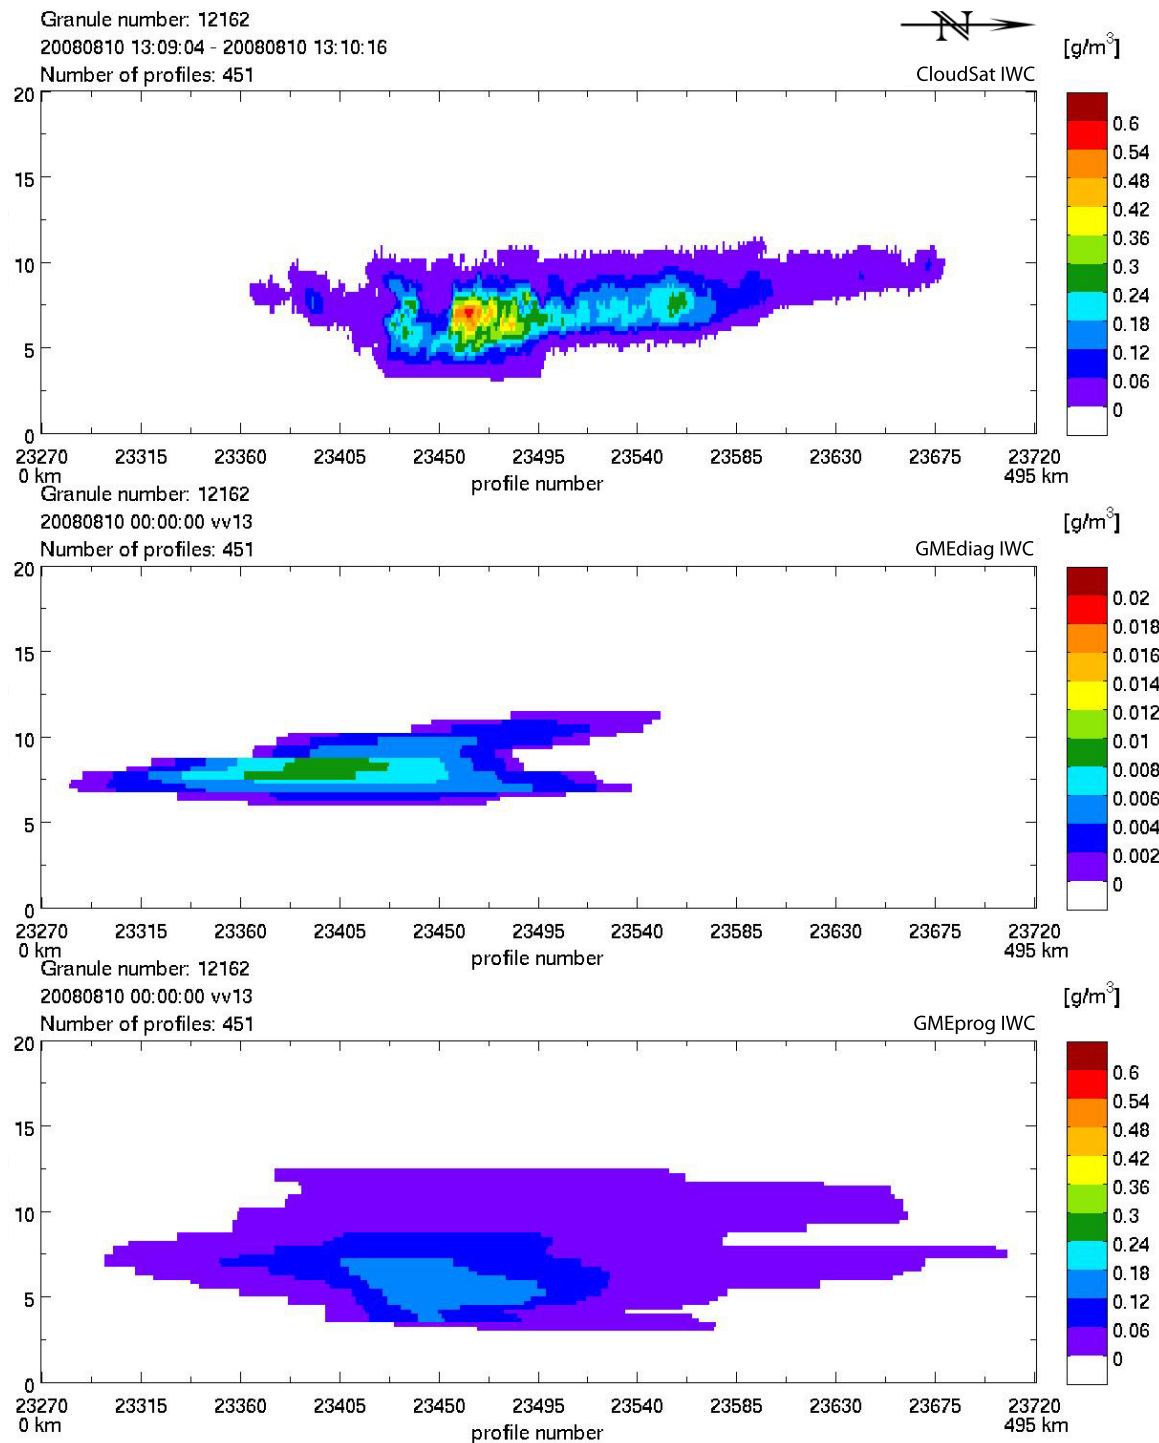 Granule number: 12162
N
20080810 13:09:04 - 20080810 13:10:16
[g/m³]
Number of profiles: 451
CloudSat IWC
20
15
10
5
0
0.6
0.54
0.48
0.42
0.36
0.3
0.24
0.18
0.12
0.06
0
23270 23315 23360 23405 23450 23495 23540 23585 23630 23675 23720
0 km 495 km
profile number
Granule number: 12162
20080810 00:00:00 vv13
[g/m³]
Number of profiles: 451
GMEdiag IWC
20
15
10
5
0
0.02
0.018
0.016
0.014
0.012
0.01
0.008
0.006
0.004
0.002
0
23270 23315 23360 23405 23450 23495 23540 23585 23630 23675 23720
0 km 495 km
profile number
Granule number: 12162
20080810 00:00:00 vv13
[g/m³]
Number of profiles: 451
GMEprog IWC
20
15
10
5
0
0.6
0.54
0.48
0.42
0.36
0.3
0.24
0.18
0.12
0.06
0
23270 23315 23360 23405 23450 23495 23540 23585 23630 23675 23720
0 km 495 km
profile number